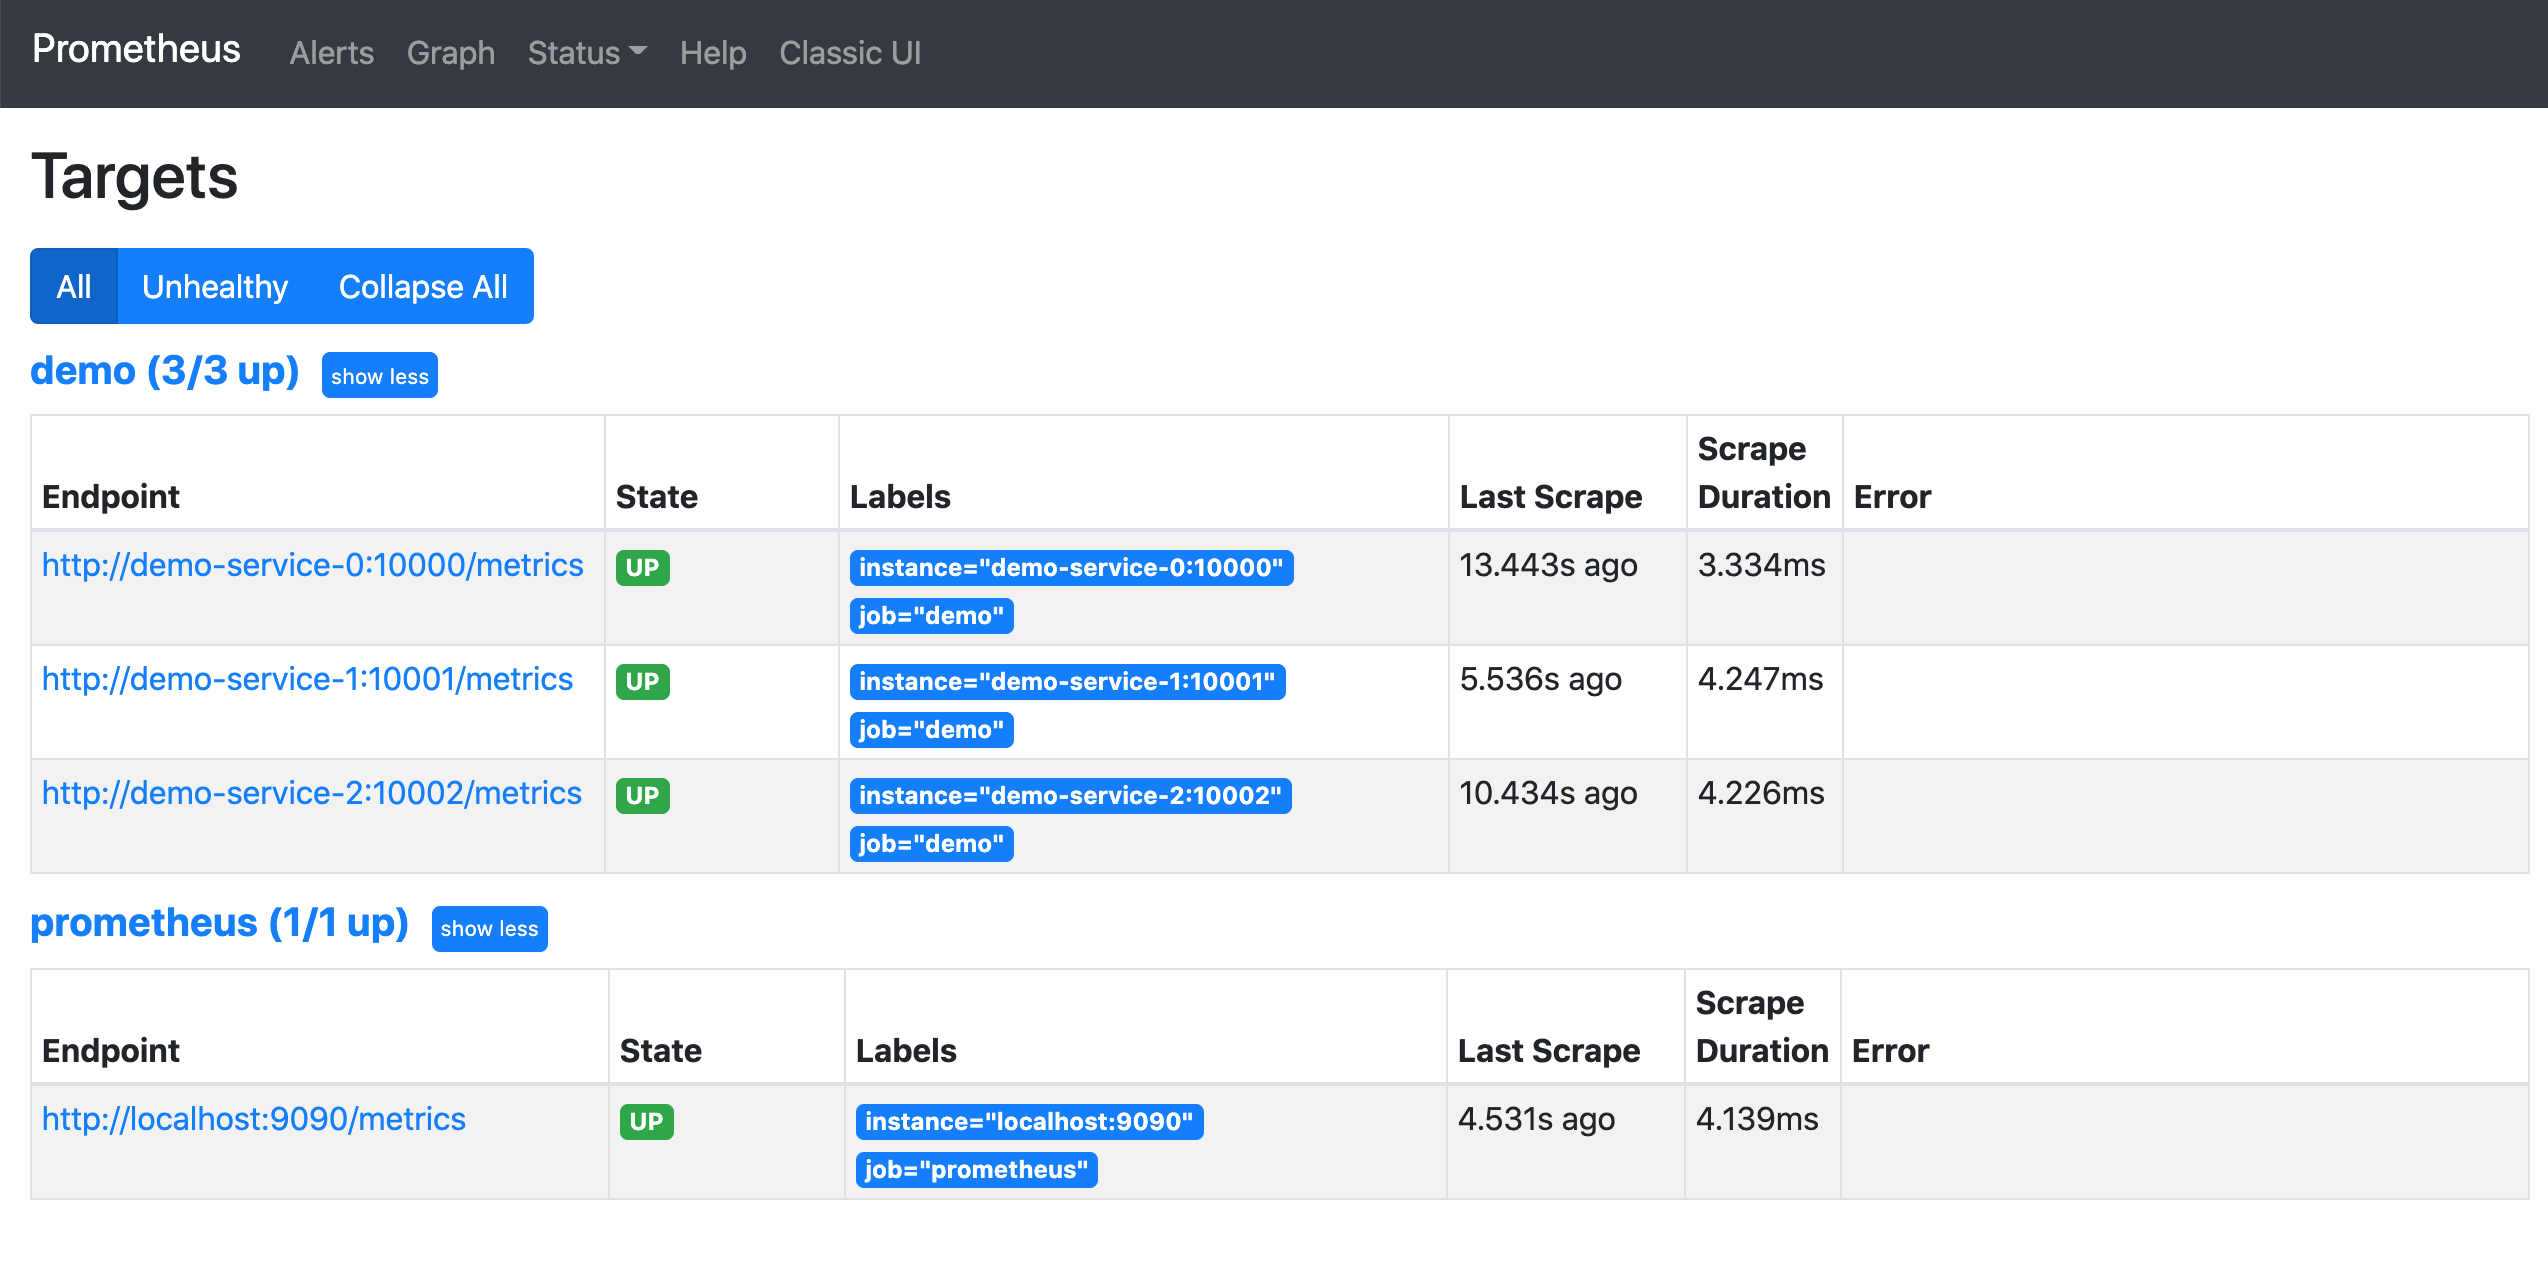 Prometheus Alerts Graph Status Help Classic UI
Targets
All Unhealthy Collapse All
demo (3/3 up) show less
Endpoint State Labels Last Scrape Scrape Duration Error
http://demo-service-0:10000/metrics UP instance="demo-service-0:10000" 13.443s ago 3.334ms
job="demo"
http://demo-service-1:10001/metrics UP instance="demo-service-1:10001" 5.536s ago 4.247ms
job="demo"
http://demo-service-2:10002/metrics UP instance="demo-service-2:10002" 10.434s ago 4.226ms
job="demo"
prometheus (1/1 up) show less
Endpoint State Labels Last Scrape Scrape Duration Error
http://localhost:9090/metrics UP instance="localhost:9090" 4.531s ago 4.139ms
job="prometheus"